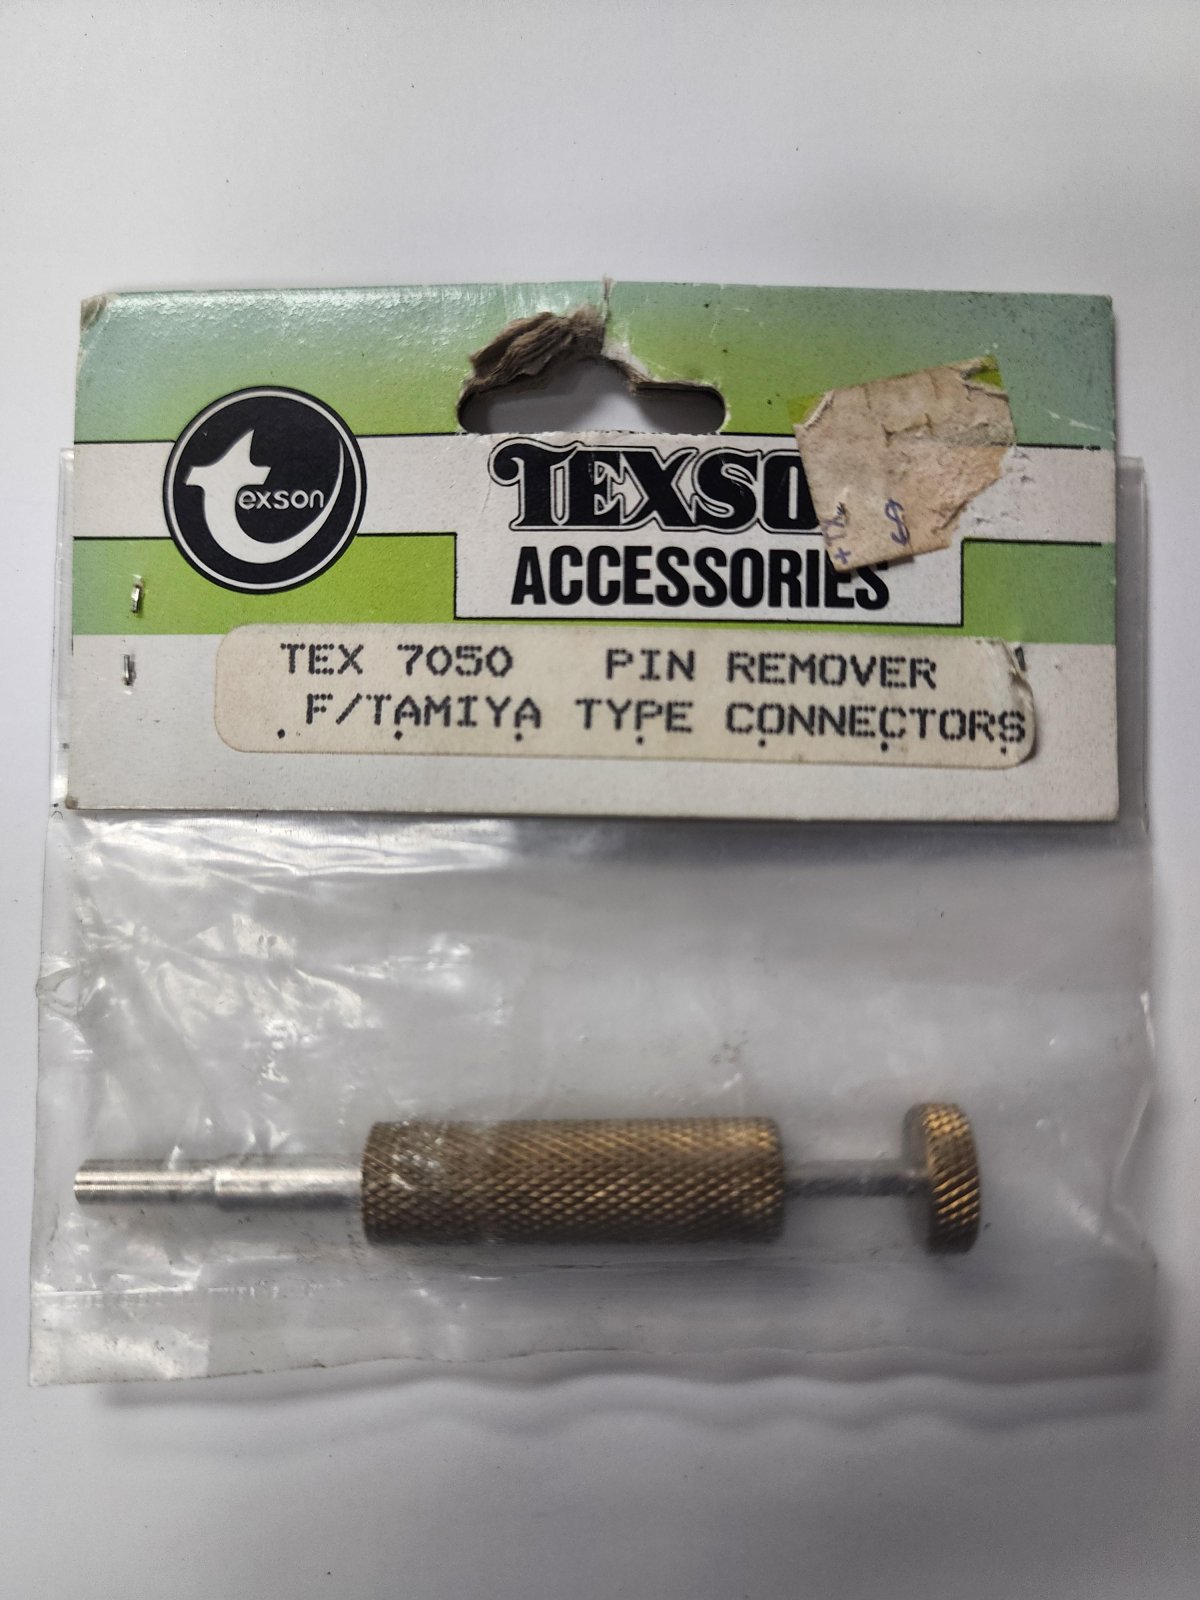 texson
TEXSO
ACCESSORIES
TEX 7050 PIN REMOVER
F/TAMIYA TYPE CONNECTORS